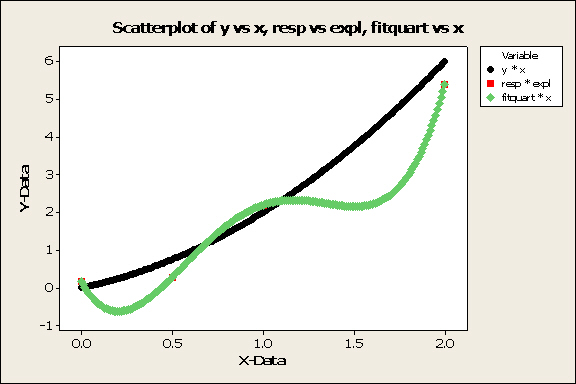 Scatterplot of y vs x, resp vs expl, fitquart vs x
Variable
y * x
resp * expl
fitquart * x
6
5
4
3
2
1
0
-1
Y-Data
0.0 0.5 1.0 1.5 2.0
X-Data